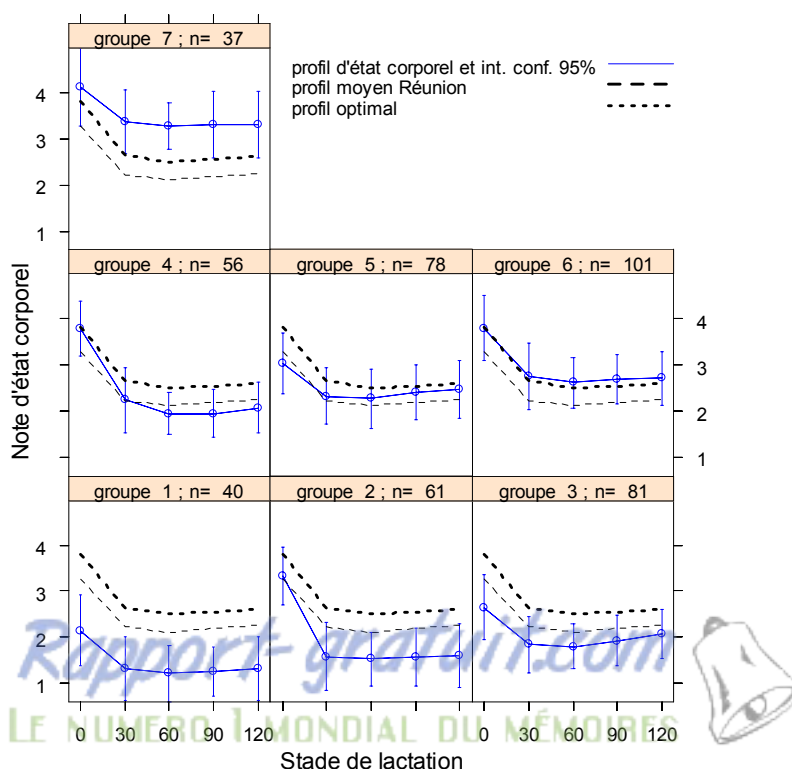 groupe 7 ; n= 37
profil d'état corporel et int. conf. 95%
profil moyen Réunion
profil optimal
4
3
2
1
groupe 4 ; n= 56
groupe 5 ; n= 78
groupe 6 ; n= 101
4
3
2
1
Note d'état corporel
groupe 1 ; n= 40
groupe 2 ; n= 61
groupe 3 ; n= 81
4
3
2
1
Rapport-gratuit.com
LE NUMERO 1 MONDIAL DU MÉMOIRES
0 30 60 90 120
0 30 60 90 120
Stade de lactation